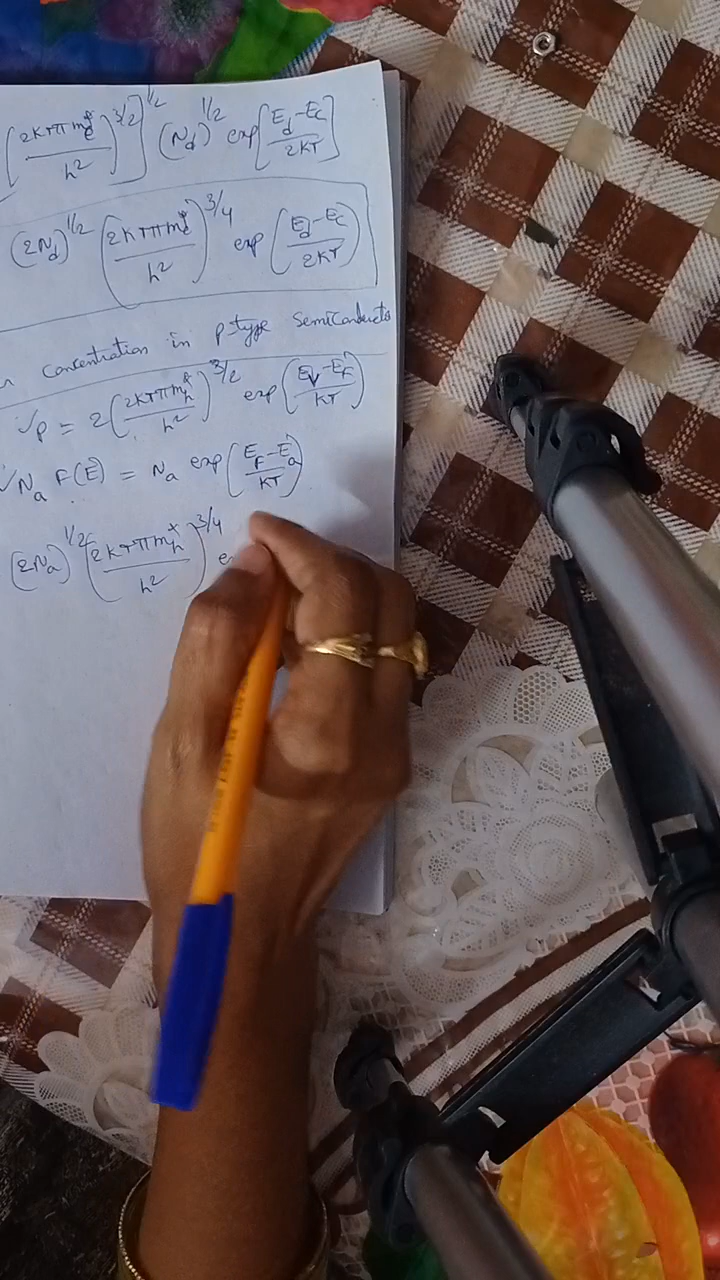 (2KTπm*e/h²)^3/2]^1/2 (Nd)^1/2 exp[Ed-Ec/2KT]
(2Nd)^1/2 (2KTπm*e/h²)^3/4 exp(Ed-Ec/2KT)
Concentration in p-type Semiconducto
✓p = 2(2KTπm*h/h²)^3/2 exp(Ev-EF/KT)
✓Na F(E) = Na exp(EF-Ea/KT)
(2Na)^1/2 (2KTπm*h/h²)^3/4 e